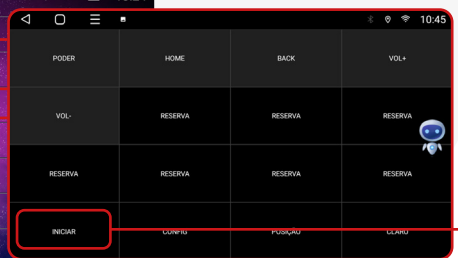 10:45
PODER HOME BACK VOL+
VOL- RESERVA RESERVA RESERVA
RESERVA RESERVA RESERVA RESERVA
INICIAR CONFIG POSIÇÃO CLARO